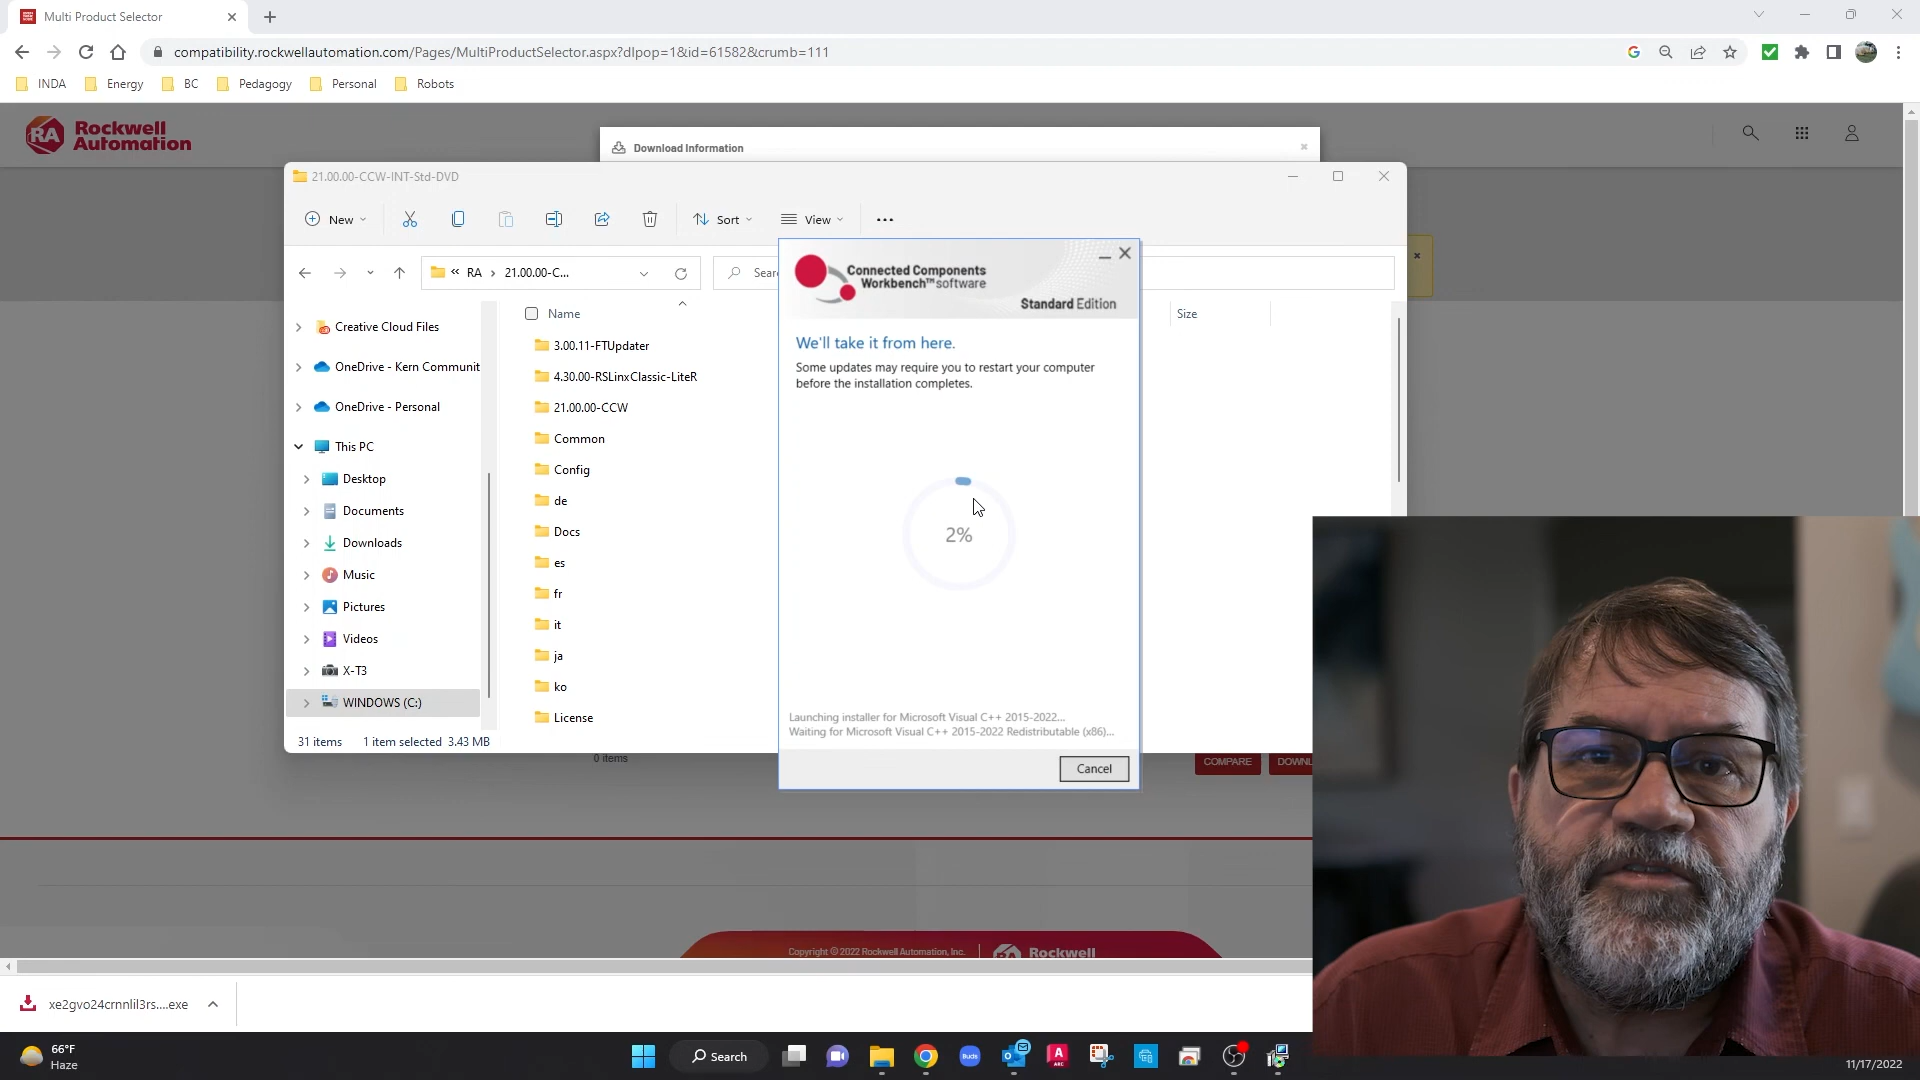 Multi Product Selector
compatibility.rockwellautomation.com/Pages/MultiProductSelector.aspx?dlpop=1&id=61582&crumb=111
INDA
Energy
BC
Pedagogy
Personal
Robots
RA
Rockwell
Automation
Download Information
21.00.00-CCW-INT-Std-DVD
New
Sort
View
« RA > 21.00.00-C...
Sear
Connected Components
Workbench™ software
Standard Edition
Name
Size
Creative Cloud Files
OneDrive - Kern Communit
OneDrive - Personal
This PC
Desktop
Documents
Downloads
Music
Pictures
Videos
X-T3
WINDOWS (C:)
3.00.11-FTUpdater
4.30.00-RSLinxClassic-LiteR
21.00.00-CCW
Common
Config
de
Docs
es
fr
it
ja
ko
License
We'll take it from here.
Some updates may require you to restart your computer
before the installation completes.
2%
Launching installer for Microsoft Visual C++ 2015-2022...
Waiting for Microsoft Visual C++ 2015-2022 Redistributable (x86)...
Cancel
31 items
1 item selected 3.43 MB
0 items
COMPARE
DOWNL
Copyright © 2022 Rockwell Automation, Inc.
Rockwell
xe2gvo24crnnlil3rs....exe
66°F
Haze
Search
Buds
11/17/2022